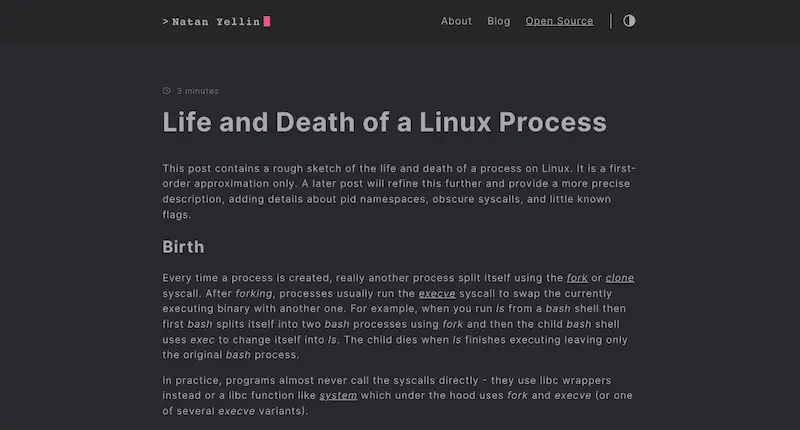 > Natan Yellin
About Blog Open Source
3 minutes
Life and Death of a Linux Process
This post contains a rough sketch of the life and death of a process on Linux. It is a first-
order approximation only. A later post will refine this further and provide a more precise
description, adding details about pid namespaces, obscure syscalls, and little known
flags.
Birth
Every time a process is created, really another process split itself using the fork or clone
syscall. After forking, processes usually run the execve syscall to swap the currently
executing binary with another one. For example, when you run ls from a bash shell then
first bash splits itself into two bash processes using fork and then the child bash shell
uses exec to change itself into ls. The child dies when ls finishes executing leaving only
the original bash process.
In practice, programs almost never call the syscalls directly - they use libc wrappers
instead or a libc function like system which under the hood uses fork and execve (or one
of several execve variants).